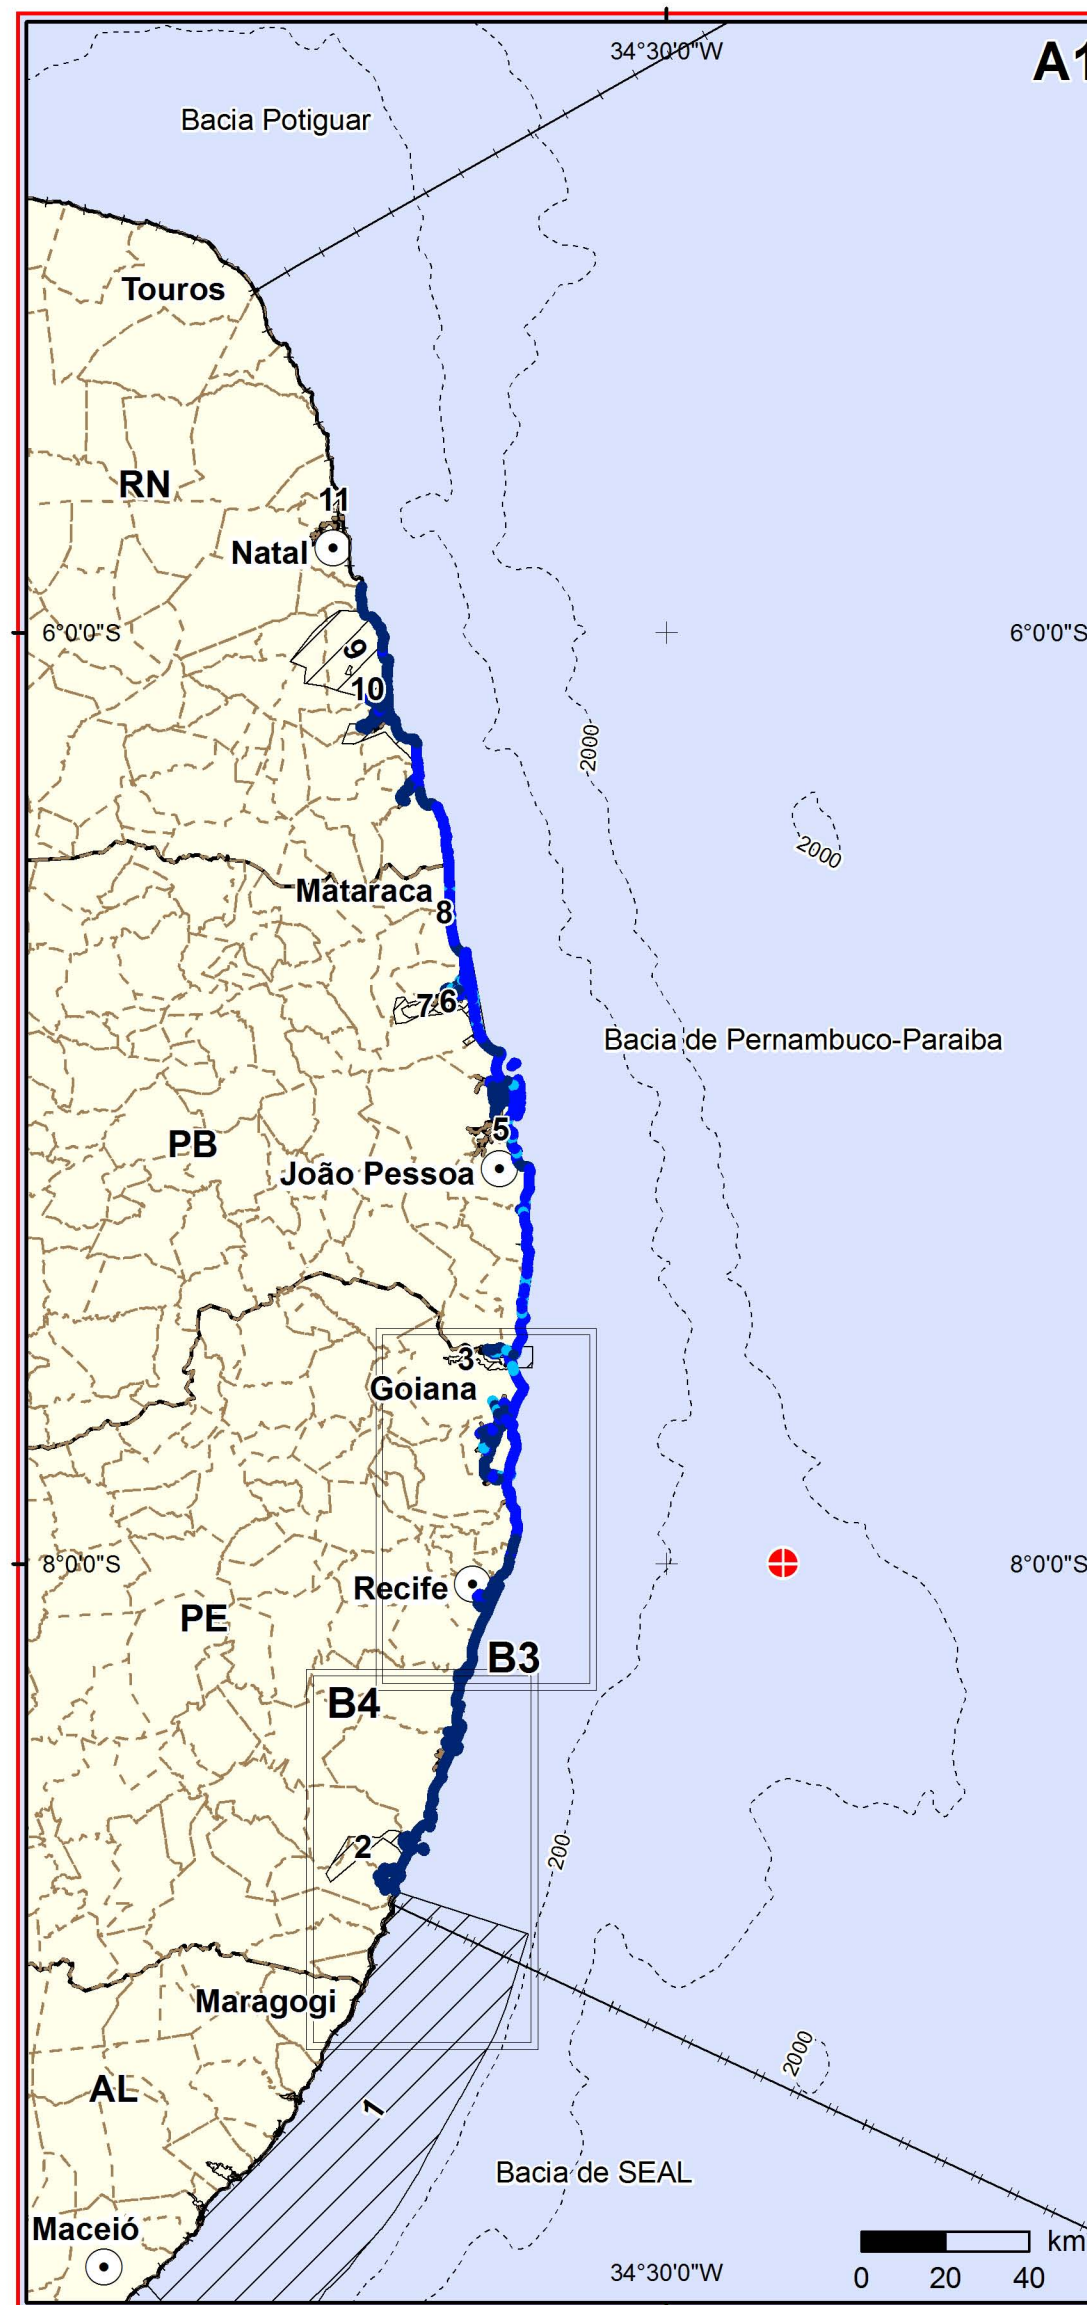 34°30'0"W
A1
Bacia Potiguar
Touros
RN
11
Natal
6°0'0"S
6°0'0"S
9
10
2000
2000
Mataraca
8
7
6
Bacia de Pernambuco-Paraiba
5
PB
João Pessoa
3
Goiana
8°0'0"S
8°0'0"S
Recife
PE
B3
B4
2
200
Maragogi
2000
AL
1
Bacia de SEAL
Maceió
34°30'0"W
km
0 20 40